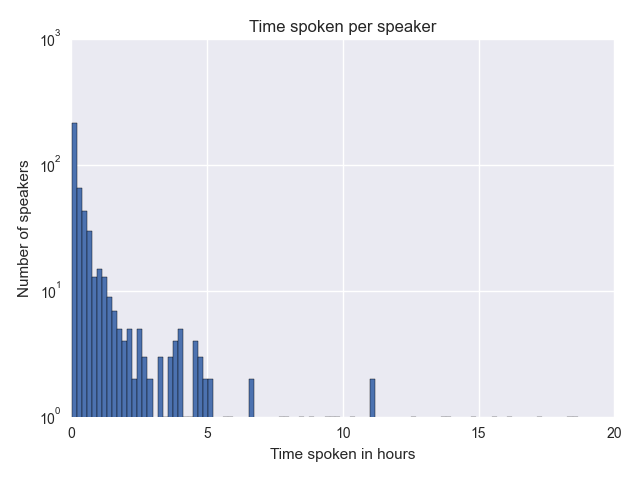 Time spoken per speaker
Number of speakers
10³
10²
10¹
10⁰
0 5 10 15 20
Time spoken in hours